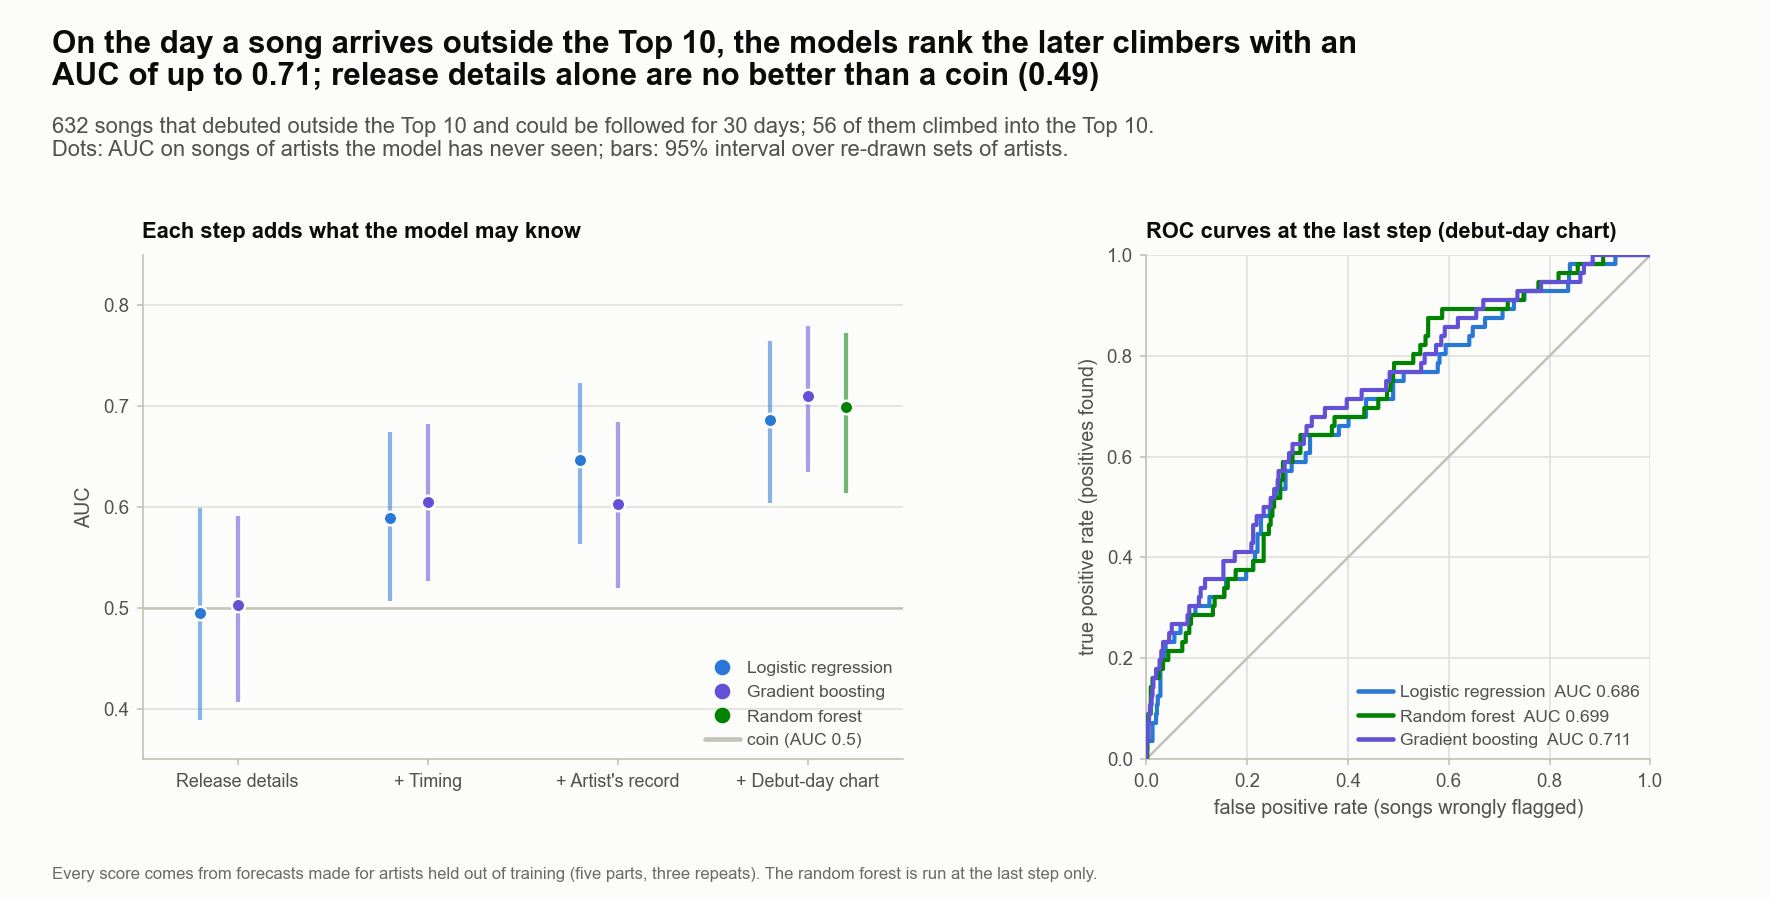 On the day a song arrives outside the Top 10, the models rank the later climbers with an
AUC of up to 0.71; release details alone are no better than a coin (0.49)
632 songs that debuted outside the Top 10 and could be followed for 30 days; 56 of them climbed into the Top 10.
Dots: AUC on songs of artists the model has never seen; bars: 95% interval over re-drawn sets of artists.
Each step adds what the model may know
AUC
0.8
0.7
0.6
0.5
0.4
Logistic regression
Gradient boosting
Random forest
coin (AUC 0.5)
Release details
+ Timing
+ Artist's record
+ Debut-day chart
ROC curves at the last step (debut-day chart)
true positive rate (positives found)
1.0
0.8
0.6
0.4
0.2
0.0
Logistic regression AUC 0.686
Random forest AUC 0.699
Gradient boosting AUC 0.711
0.0 0.2 0.4 0.6 0.8 1.0
false positive rate (songs wrongly flagged)
Every score comes from forecasts made for artists held out of training (five parts, three repeats). The random forest is run at the last step only.